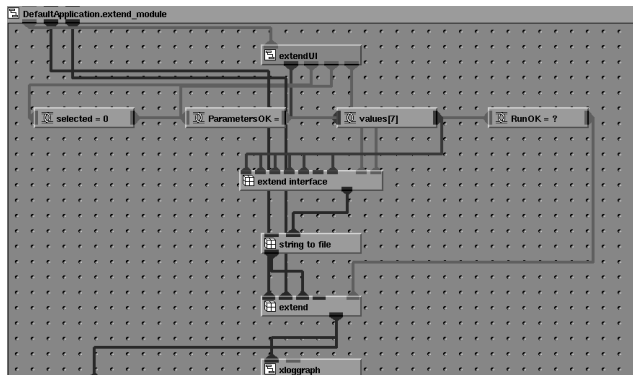 DefaultApplication.extend_module
extendUI
selected = 0
ParametersOK =
values[7]
RunOK = ?
extend interface
string to file
extend
xloggraph